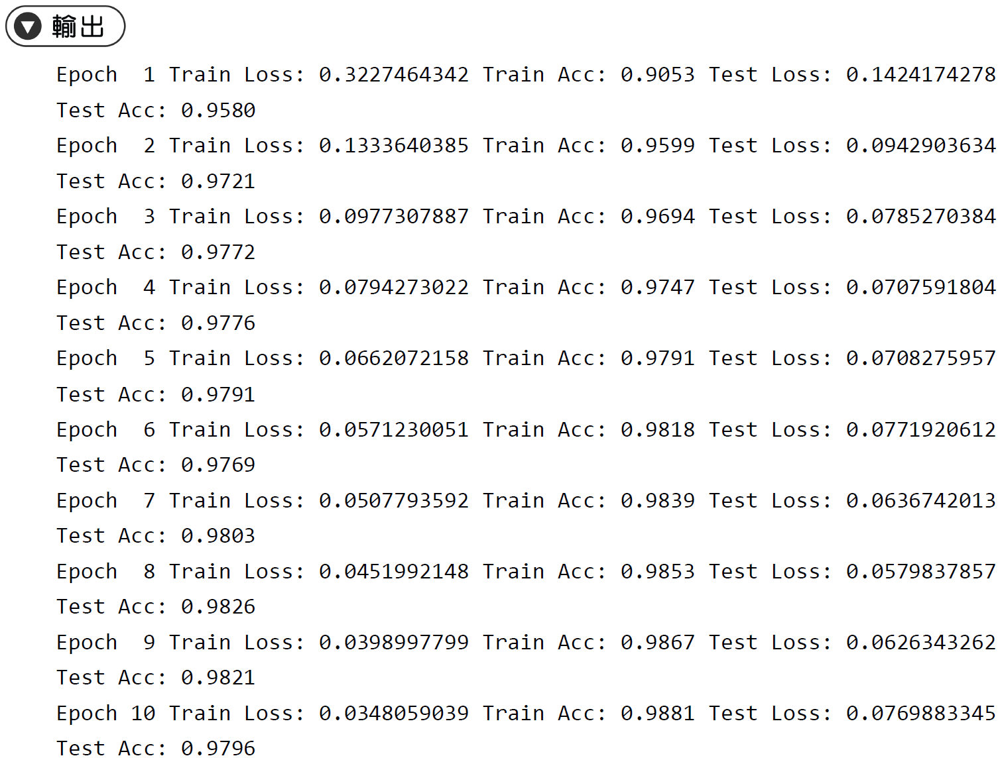 輸出
Epoch  1 Train Loss: 0.3227464342 Train Acc: 0.9053 Test Loss: 0.1424174278
Test Acc: 0.9580
Epoch  2 Train Loss: 0.1333640385 Train Acc: 0.9599 Test Loss: 0.0942903634
Test Acc: 0.9721
Epoch  3 Train Loss: 0.0977307887 Train Acc: 0.9694 Test Loss: 0.0785270384
Test Acc: 0.9772
Epoch  4 Train Loss: 0.0794273022 Train Acc: 0.9747 Test Loss: 0.0707591804
Test Acc: 0.9776
Epoch  5 Train Loss: 0.0662072158 Train Acc: 0.9791 Test Loss: 0.0708275957
Test Acc: 0.9791
Epoch  6 Train Loss: 0.0571230051 Train Acc: 0.9818 Test Loss: 0.0771920612
Test Acc: 0.9769
Epoch  7 Train Loss: 0.0507793592 Train Acc: 0.9839 Test Loss: 0.0636742013
Test Acc: 0.9803
Epoch  8 Train Loss: 0.0451992148 Train Acc: 0.9853 Test Loss: 0.0579837857
Test Acc: 0.9826
Epoch  9 Train Loss: 0.0398997799 Train Acc: 0.9867 Test Loss: 0.0626343262
Test Acc: 0.9821
Epoch 10 Train Loss: 0.0348059039 Train Acc: 0.9881 Test Loss: 0.0769883345
Test Acc: 0.9796